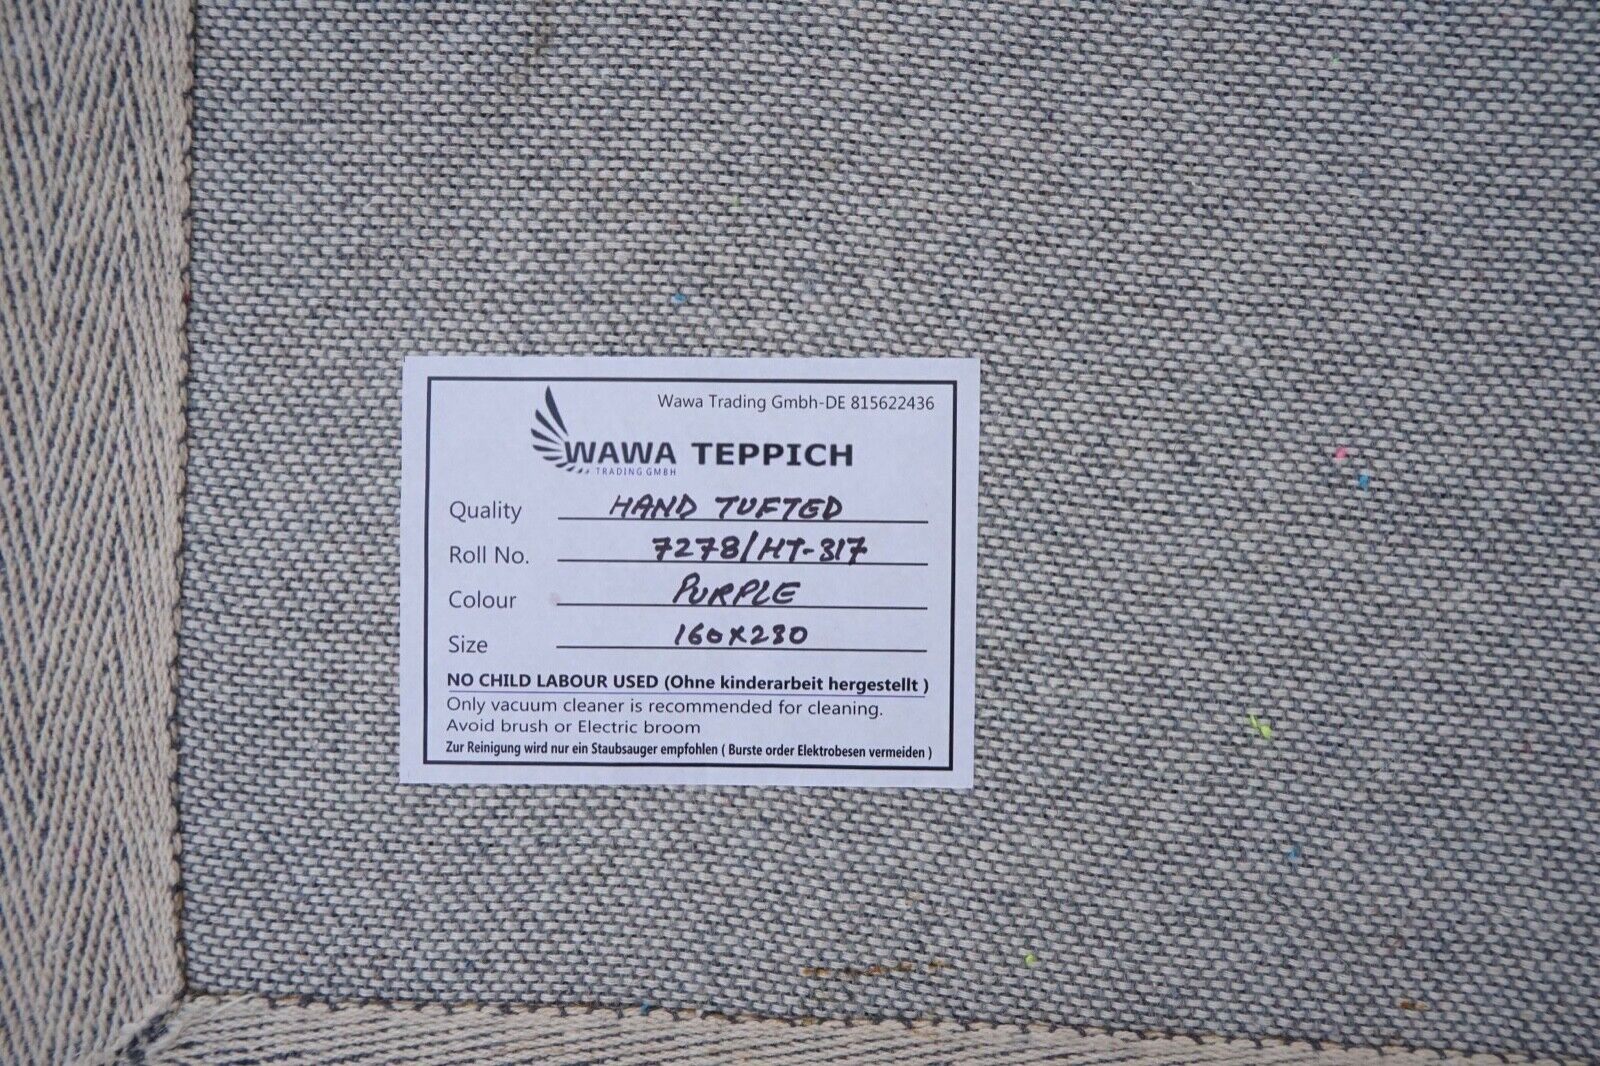 Wawa Trading Gmbh-DE 815622436
WAWA TEPPICH
TRADING GMBH
Quality HAND TUFTED
Roll No. 7278/HT-317
Colour PURPLE
Size 160X230
NO CHILD LABOUR USED (Ohne kinderarbeit hergestellt )
Only vacuum cleaner is recommended for cleaning.
Avoid brush or Electric broom
Zur Reinigung wird nur ein Staubsauger empfohlen ( Burste order Elektrobesen vermeiden )